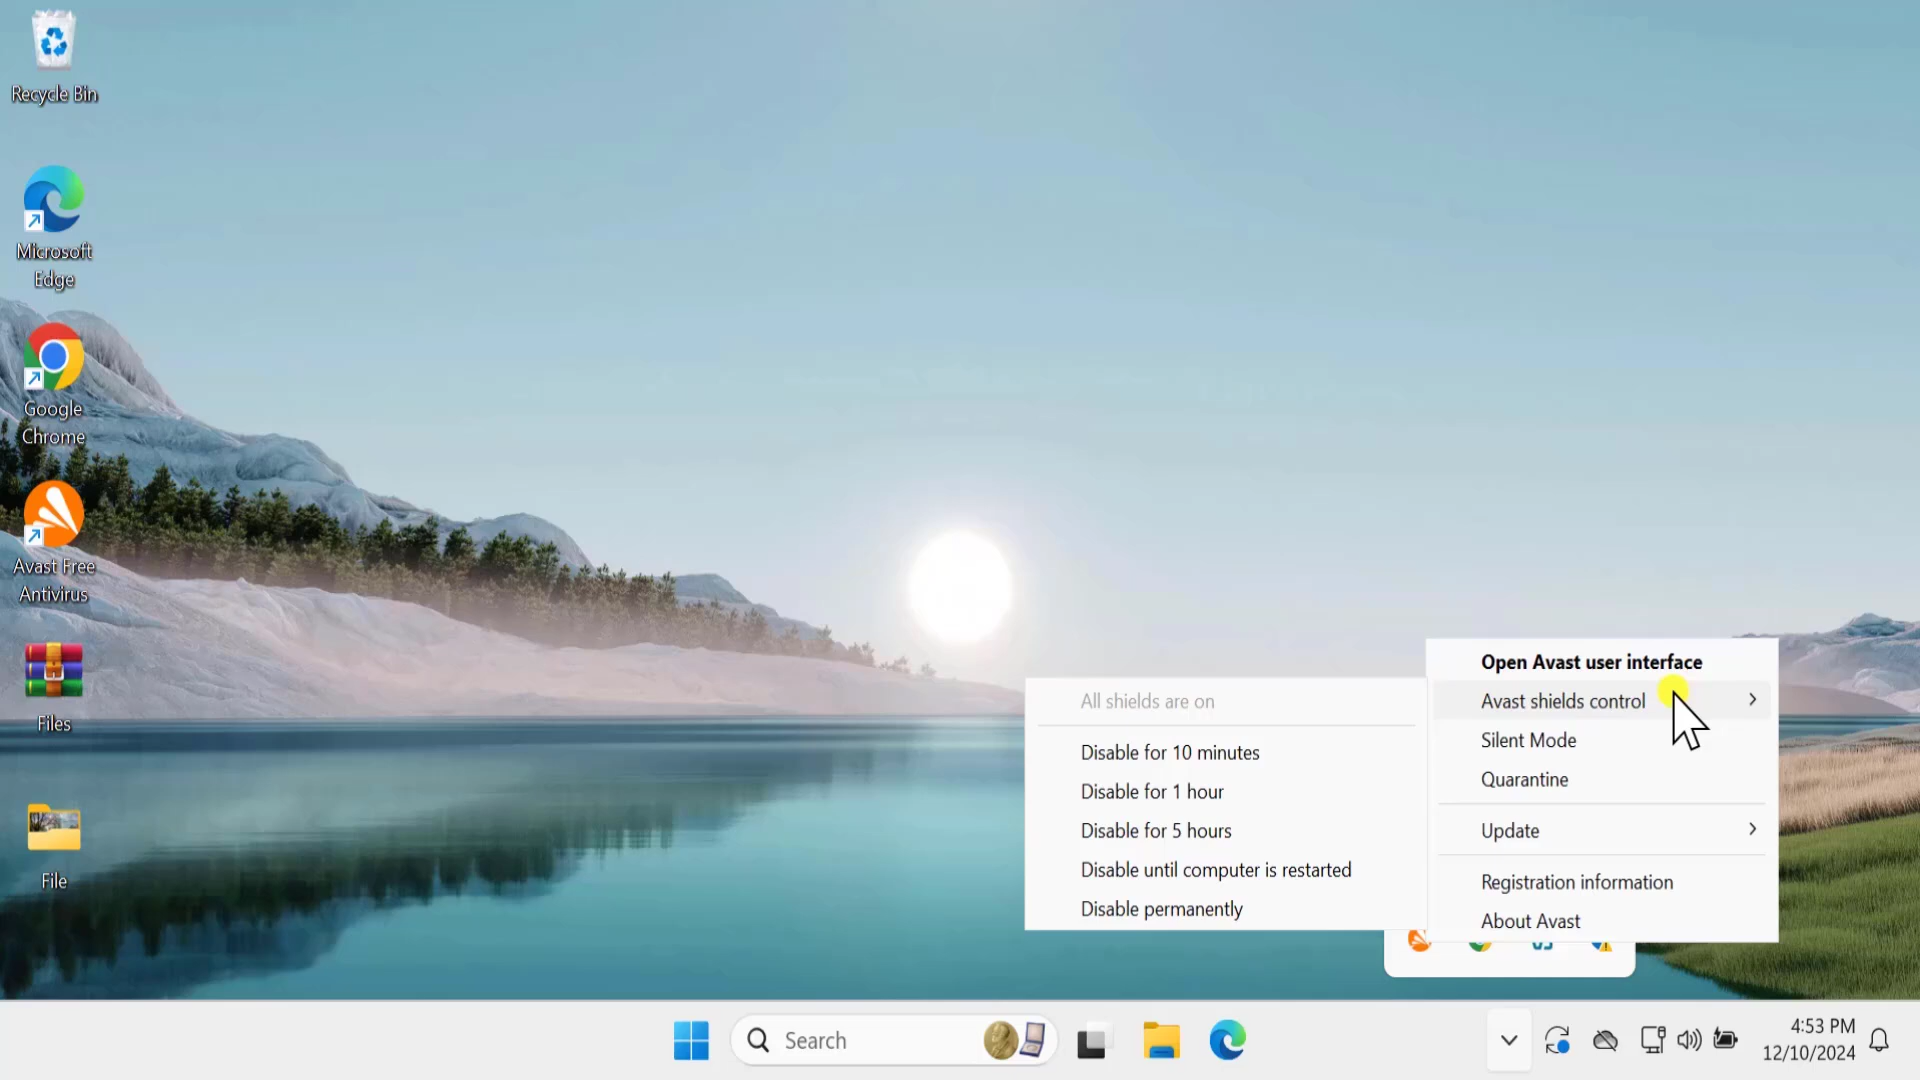 Recycle Bin
Microsoft
Edge
Google
Chrome
Avast Free
Antivirus
Files
File
Open Avast user interface
Avast shields control
Silent Mode
Quarantine
Update
Registration information
About Avast
All shields are on
Disable for 10 minutes
Disable for 1 hour
Disable for 5 hours
Disable until computer is restarted
Disable permanently
Search
4:53 PM
12/10/2024